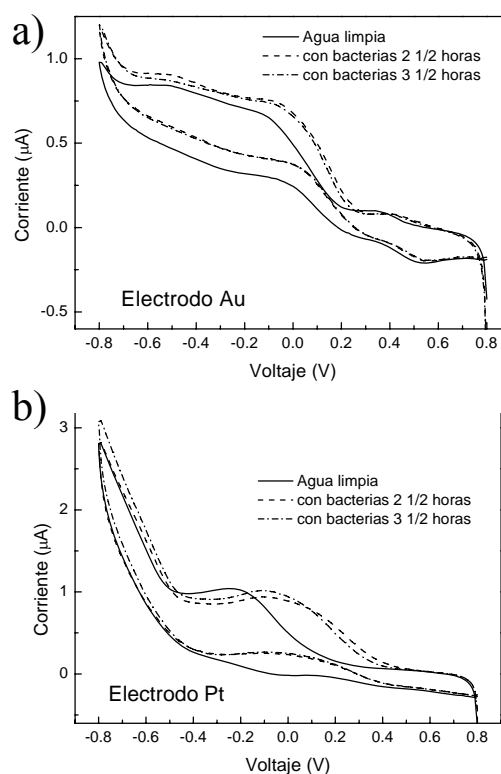 a)
1.0
0.5
0.0
-0.5
Corriente (μA)
Agua limpia
con bacterias 2 1/2 horas
con bacterias 3 1/2 horas
Electrodo Au
-0.8 -0.6 -0.4 -0.2 0.0 0.2 0.4 0.6 0.8
Voltaje (V)
b)
3
2
1
0
Corriente (μA)
Agua limpia
con bacterias 2 1/2 horas
con bacterias 3 1/2 horas
Electrodo Pt
-0.8 -0.6 -0.4 -0.2 0.0 0.2 0.4 0.6 0.8
Voltaje (V)